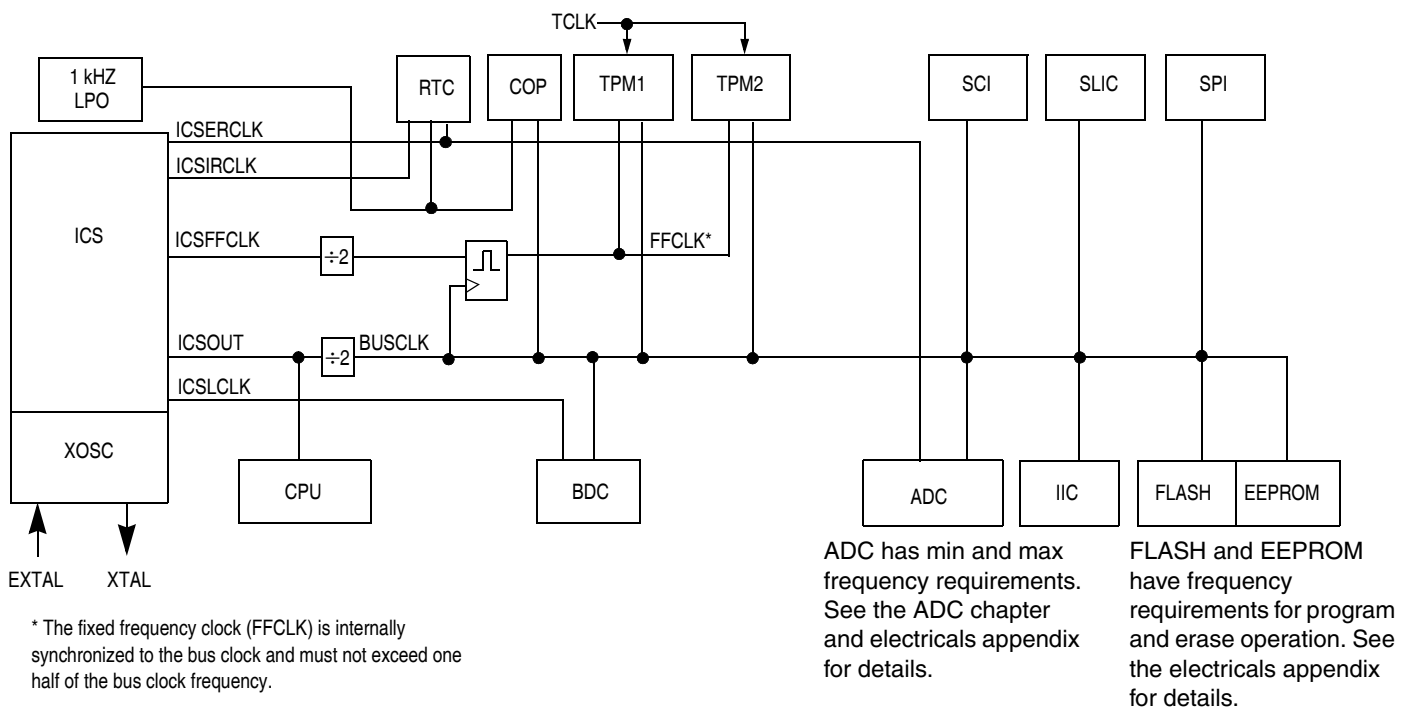 TCLK
1 kHZ
LPO
RTC
COP
TPM1
TPM2
SCI
SLIC
SPI
ICSERCLK
ICSIRCLK
ICS
ICSFFCLK
÷2
FFCLK*
ICSOUT
÷2
BUSCLK
ICSLCLK
XOSC
CPU
BDC
ADC
IIC
FLASH
EEPROM
EXTAL
XTAL
ADC has min and max
frequency requirements.
See the ADC chapter
and electricals appendix
for details.
FLASH and EEPROM
have frequency
requirements for program
and erase operation. See
the electricals appendix
for details.
* The fixed frequency clock (FFCLK) is internally
synchronized to the bus clock and must not exceed one
half of the bus clock frequency.